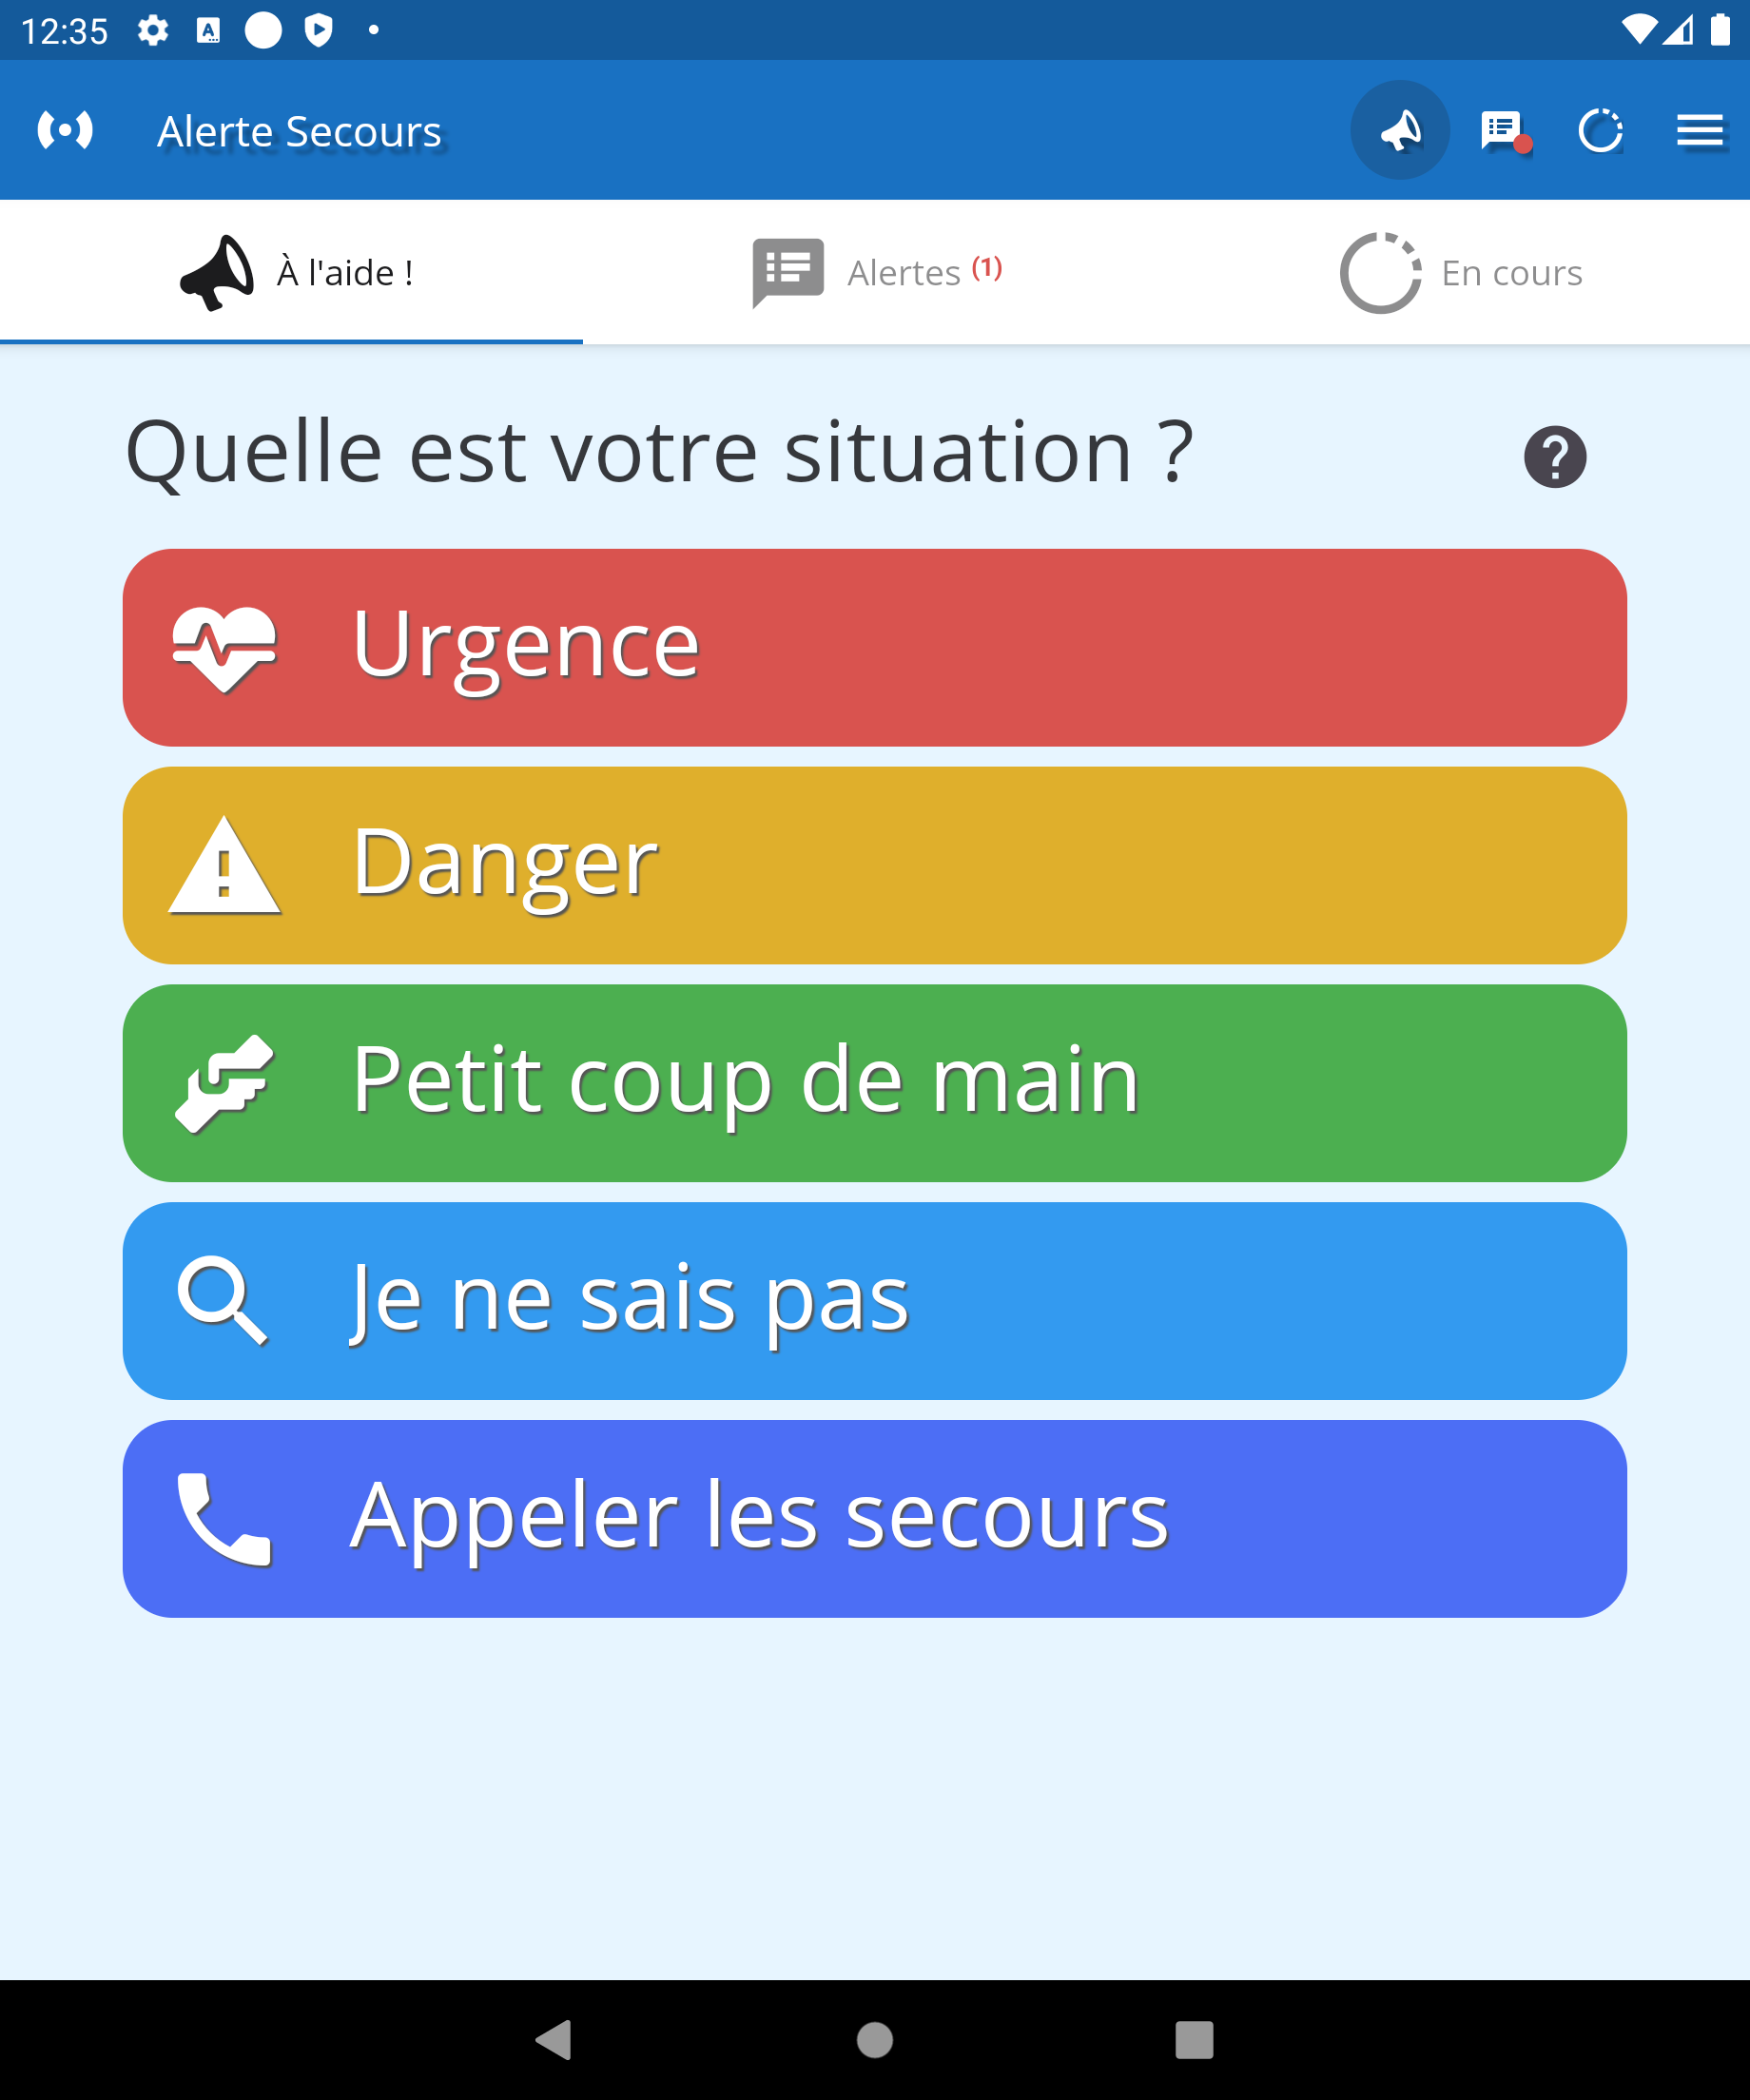 12:35
Alerte Secours
À l'aide !
Alertes (1)
En cours
Quelle est votre situation ?
Urgence
Danger
Petit coup de main
Je ne sais pas
Appeler les secours